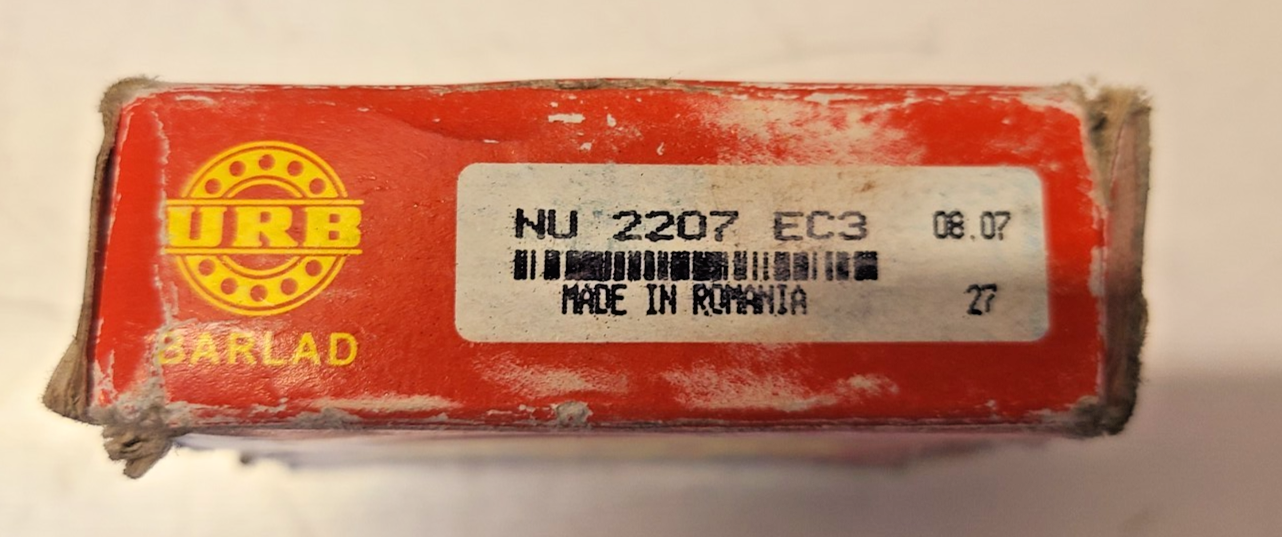 URB
BARLAD
NU 2207 EC3 08.07
MADE IN ROMANIA 27